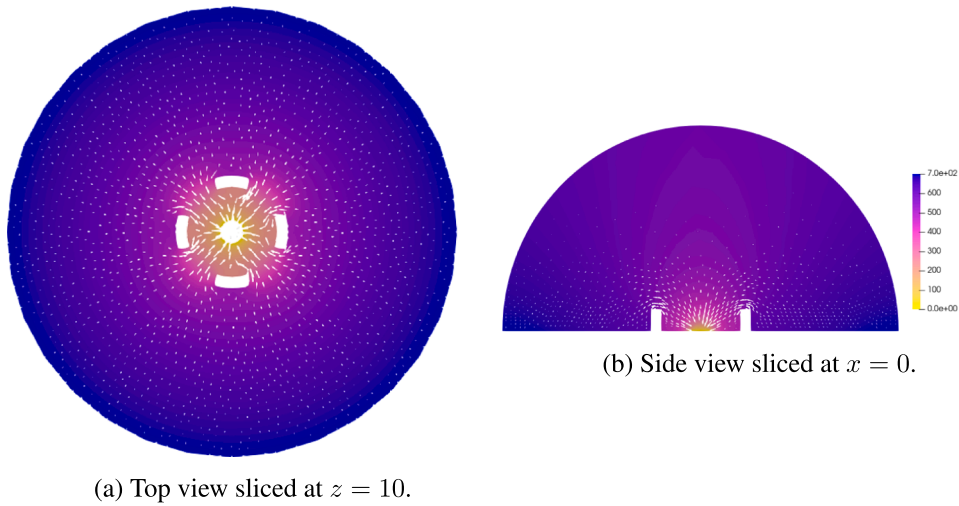 7.0e+02
600
500
400
300
200
100
0.0e+00
(b) Side view sliced at x = 0.
(a) Top view sliced at z = 10.